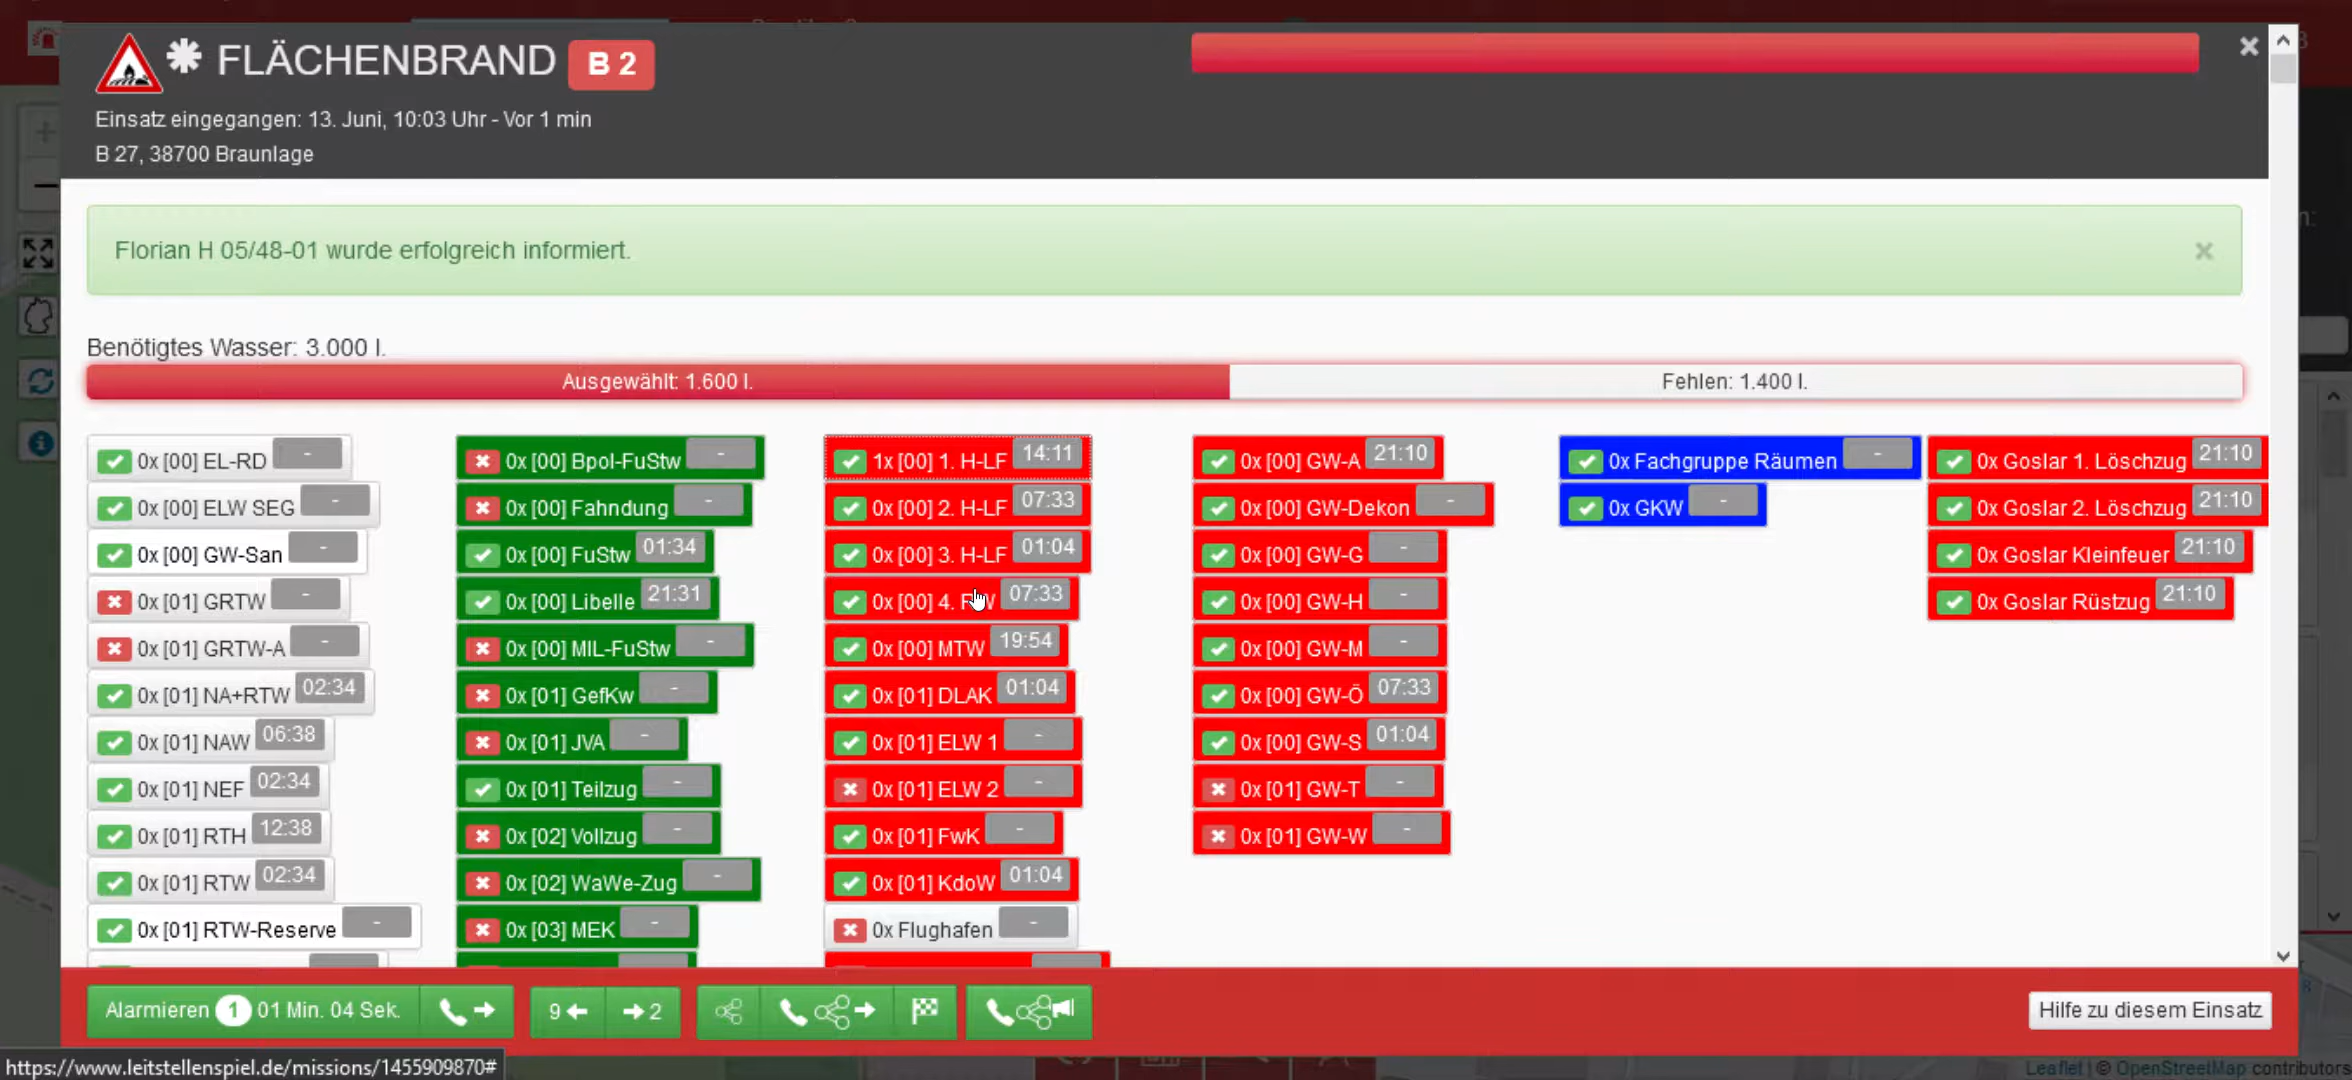 FLÄCHENBRAND B 2
Einsatz eingegangen: 13. Juni, 10:03 Uhr - Vor 1 min
B 27, 38700 Braunlage
Florian H 05/48-01 wurde erfolgreich informiert.
Benötigtes Wasser: 3.000 l.
Ausgewählt: 1.600 l.
Fehlen: 1.400 l.
0x [00] EL-RD -
0x [00] ELW SEG -
0x [00] GW-San -
0x [01] GRTW -
0x [01] GRTW-A -
0x [01] NA+RTW 02:34
0x [01] NAW 06:38
0x [01] NEF 02:34
0x [01] RTH 12:38
0x [01] RTW 02:34
0x [01] RTW-Reserve -
0x [00] Bpol-FuStw -
0x [00] Fahndung -
0x [00] FuStw 01:34
0x [00] Libelle 21:31
0x [00] MIL-FuStw -
0x [01] GefKw -
0x [01] JVA -
0x [01] Teilzug -
0x [02] Vollzug -
0x [02] WaWe-Zug -
0x [03] MEK -
1x [00] 1. H-LF 14:11
0x [00] 2. H-LF 07:33
0x [00] 3. H-LF 01:04
0x [00] 4. 07:33
0x [00] MTW 19:54
0x [01] DLAK 01:04
0x [01] ELW 1 -
0x [01] ELW 2 -
0x [01] FwK -
0x [01] KdoW 01:04
0x Flughafen -
0x [00] GW-A 21:10
0x [00] GW-Dekon -
0x [00] GW-G -
0x [00] GW-H -
0x [00] GW-M -
0x [00] GW-Ö 07:33
0x [00] GW-S 01:04
0x [01] GW-T -
0x [01] GW-W -
0x Fachgruppe Räumen -
0x GKW -
0x Goslar 1. Löschzug 21:10
0x Goslar 2. Löschzug 21:10
0x Goslar Kleinfeuer 21:10
0x Goslar Rüstzug 21:10
Alarmieren 1 01 Min. 04 Sek.
9
2
Hilfe zu diesem Einsatz
https://www.leitstellenspiel.de/missions/1455909870#
Leaflet | © OpenStreetMap contributors